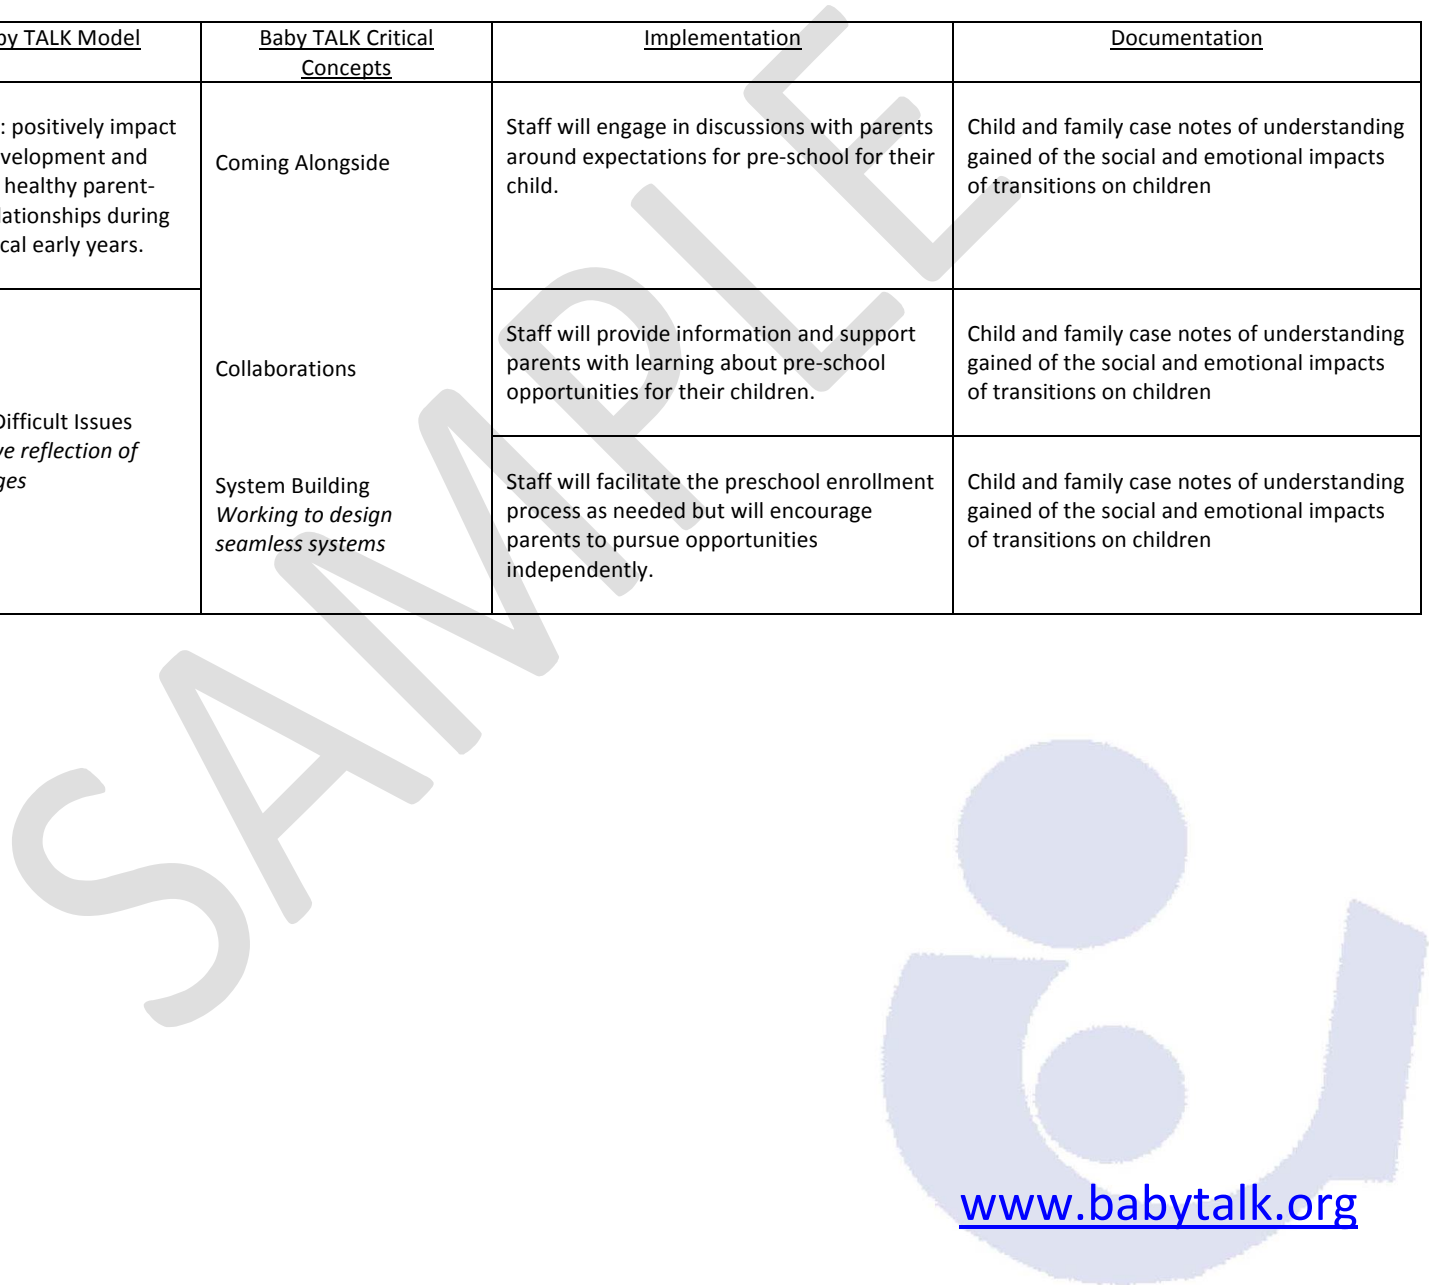 by TALK Model
Baby TALK Critical
Concepts
Implementation
Documentation
: positively impact
velopment and
healthy parent-
lationships during
cal early years.
Coming Alongside
Staff will engage in discussions with parents
around expectations for pre-school for their
child.
Child and family case notes of understanding
gained of the social and emotional impacts
of transitions on children
Difficult Issues
ve reflection of
ges
Collaborations
Staff will provide information and support
parents with learning about pre-school
opportunities for their children.
Child and family case notes of understanding
gained of the social and emotional impacts
of transitions on children
System Building
Working to design
seamless systems
Staff will facilitate the preschool enrollment
process as needed but will encourage
parents to pursue opportunities
independently.
Child and family case notes of understanding
gained of the social and emotional impacts
of transitions on children
SAMPLE
www.babytalk.org